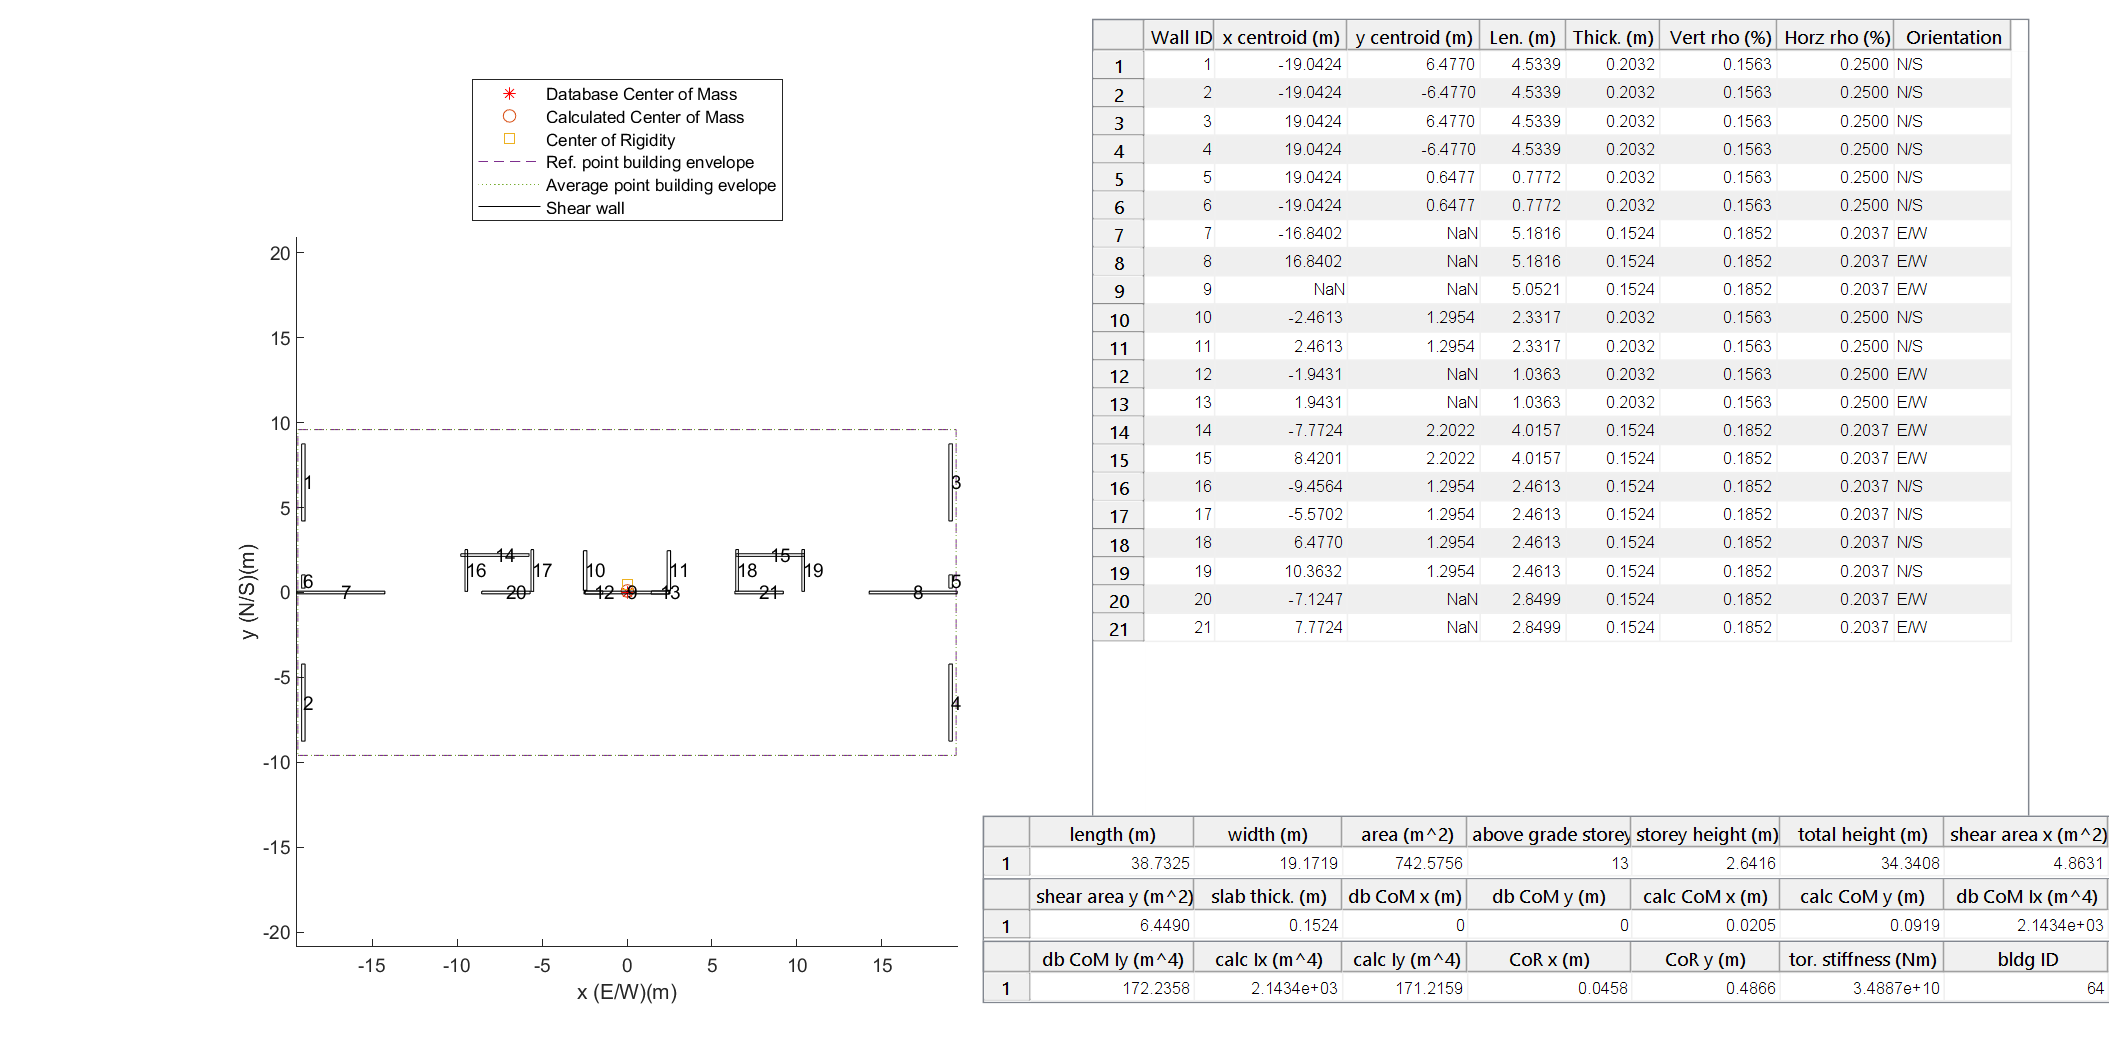 Database Center of Mass
Calculated Center of Mass
Center of Rigidity
Ref. point building envelope
Average point building evelope
Shear wall
20
15
10
5
0
-5
-10
-15
-20
y (N/S)(m)
-15 -10 -5 0 5 10 15
x (E/W)(m)
1
3
14
15
16
17
10
11
18
19
6
5
7
20
12
9
13
21
8
2
4
Wall ID x centroid (m) y centroid (m) Len. (m) Thick. (m) Vert rho (%) Horz rho (%) Orientation
1 1 -19.0424 6.4770 4.5339 0.2032 0.1563 0.2500 N/S
2 2 -19.0424 -6.4770 4.5339 0.2032 0.1563 0.2500 N/S
3 3 19.0424 6.4770 4.5339 0.2032 0.1563 0.2500 N/S
4 4 19.0424 -6.4770 4.5339 0.2032 0.1563 0.2500 N/S
5 5 19.0424 0.6477 0.7772 0.2032 0.1563 0.2500 N/S
6 6 -19.0424 0.6477 0.7772 0.2032 0.1563 0.2500 N/S
7 7 -16.8402 NaN 5.1816 0.1524 0.1852 0.2037 E/W
8 8 16.8402 NaN 5.1816 0.1524 0.1852 0.2037 E/W
9 9 NaN NaN 5.0521 0.1524 0.1852 0.2037 E/W
10 10 -2.4613 1.2954 2.3317 0.2032 0.1563 0.2500 N/S
11 11 2.4613 1.2954 2.3317 0.2032 0.1563 0.2500 N/S
12 12 -1.9431 NaN 1.0363 0.2032 0.1563 0.2500 E/W
13 13 1.9431 NaN 1.0363 0.2032 0.1563 0.2500 E/W
14 14 -7.7724 2.2022 4.0157 0.1524 0.1852 0.2037 E/W
15 15 8.4201 2.2022 4.0157 0.1524 0.1852 0.2037 E/W
16 16 -9.4564 1.2954 2.4613 0.1524 0.1852 0.2037 N/S
17 17 -5.5702 1.2954 2.4613 0.1524 0.1852 0.2037 N/S
18 18 6.4770 1.2954 2.4613 0.1524 0.1852 0.2037 N/S
19 19 10.3632 1.2954 2.4613 0.1524 0.1852 0.2037 N/S
20 20 -7.1247 NaN 2.8499 0.1524 0.1852 0.2037 E/W
21 21 7.7724 NaN 2.8499 0.1524 0.1852 0.2037 E/W
length (m) width (m) area (m^2) above grade storey storey height (m) total height (m) shear area x (m^2)
1 38.7325 19.1719 742.5756 13 2.6416 34.3408 4.8631
shear area y (m^2) slab thick. (m) db CoM x (m) db CoM y (m) calc CoM x (m) calc CoM y (m) db CoM Ix (m^4)
1 6.4490 0.1524 0 0 0.0205 0.0919 2.1434e+03
db CoM Iy (m^4) calc Ix (m^4) calc Iy (m^4) CoR x (m) CoR y (m) tor. stiffness (Nm) bldg ID
1 172.2358 2.1434e+03 171.2159 0.0458 0.4866 3.4887e+10 64